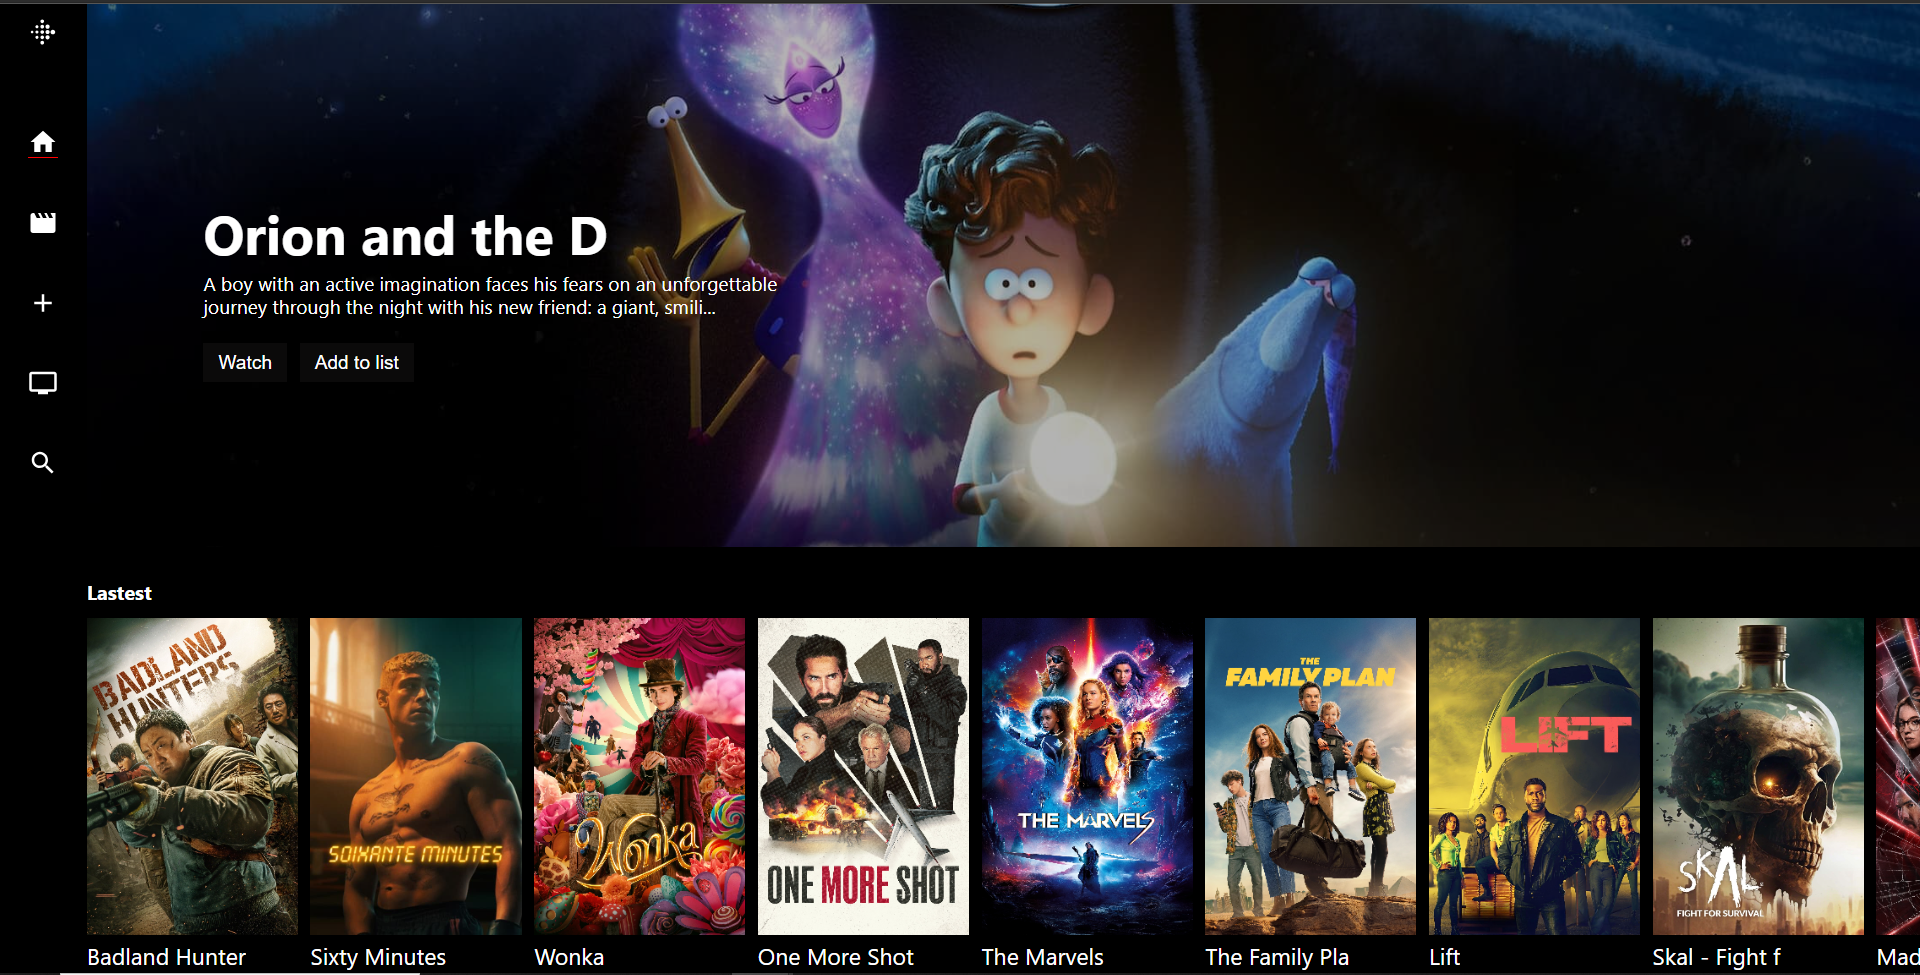 Orion and the D
A boy with an active imagination faces his fears on an unforgettable
journey through the night with his new friend: a giant, smili...
Watch
Add to list
Lastest
BADLAND
HUNTERS
SOIXANTE MINUTES
Wonka
ONE MORE SHOT
THE MARVELS
THE
FAMILY PLAN
LIFT
SKAL
FIGHT FOR SURVIVAL
Badland Hunter
Sixty Minutes
Wonka
One More Shot
The Marvels
The Family Pla
Lift
Skal - Fight f
Mad